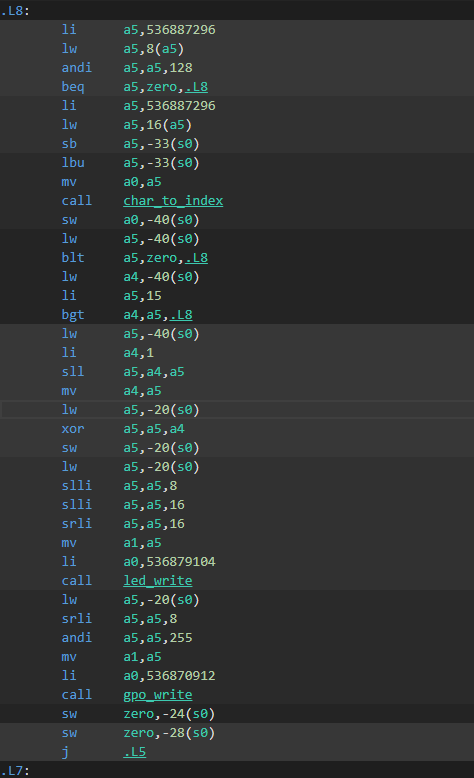 .L8:
li a5,536887296
lw a5,8(a5)
andi a5,a5,128
beq a5,zero,.L8
li a5,536887296
lw a5,16(a5)
sb a5,-33(s0)
lbu a5,-33(s0)
mv a0,a5
call char_to_index
sw a0,-40(s0)
lw a5,-40(s0)
blt a5,zero,.L8
lw a4,-40(s0)
li a5,15
bgt a4,a5,.L8
lw a5,-40(s0)
li a4,1
sll a5,a4,a5
mv a4,a5
lw a5,-20(s0)
xor a5,a5,a4
sw a5,-20(s0)
lw a5,-20(s0)
slli a5,a5,8
slli a5,a5,16
srli a5,a5,16
mv a1,a5
li a0,536879104
call led_write
lw a5,-20(s0)
srli a5,a5,8
andi a5,a5,255
mv a1,a5
li a0,536870912
call gpo_write
sw zero,-24(s0)
sw zero,-28(s0)
j .L5
.L7: